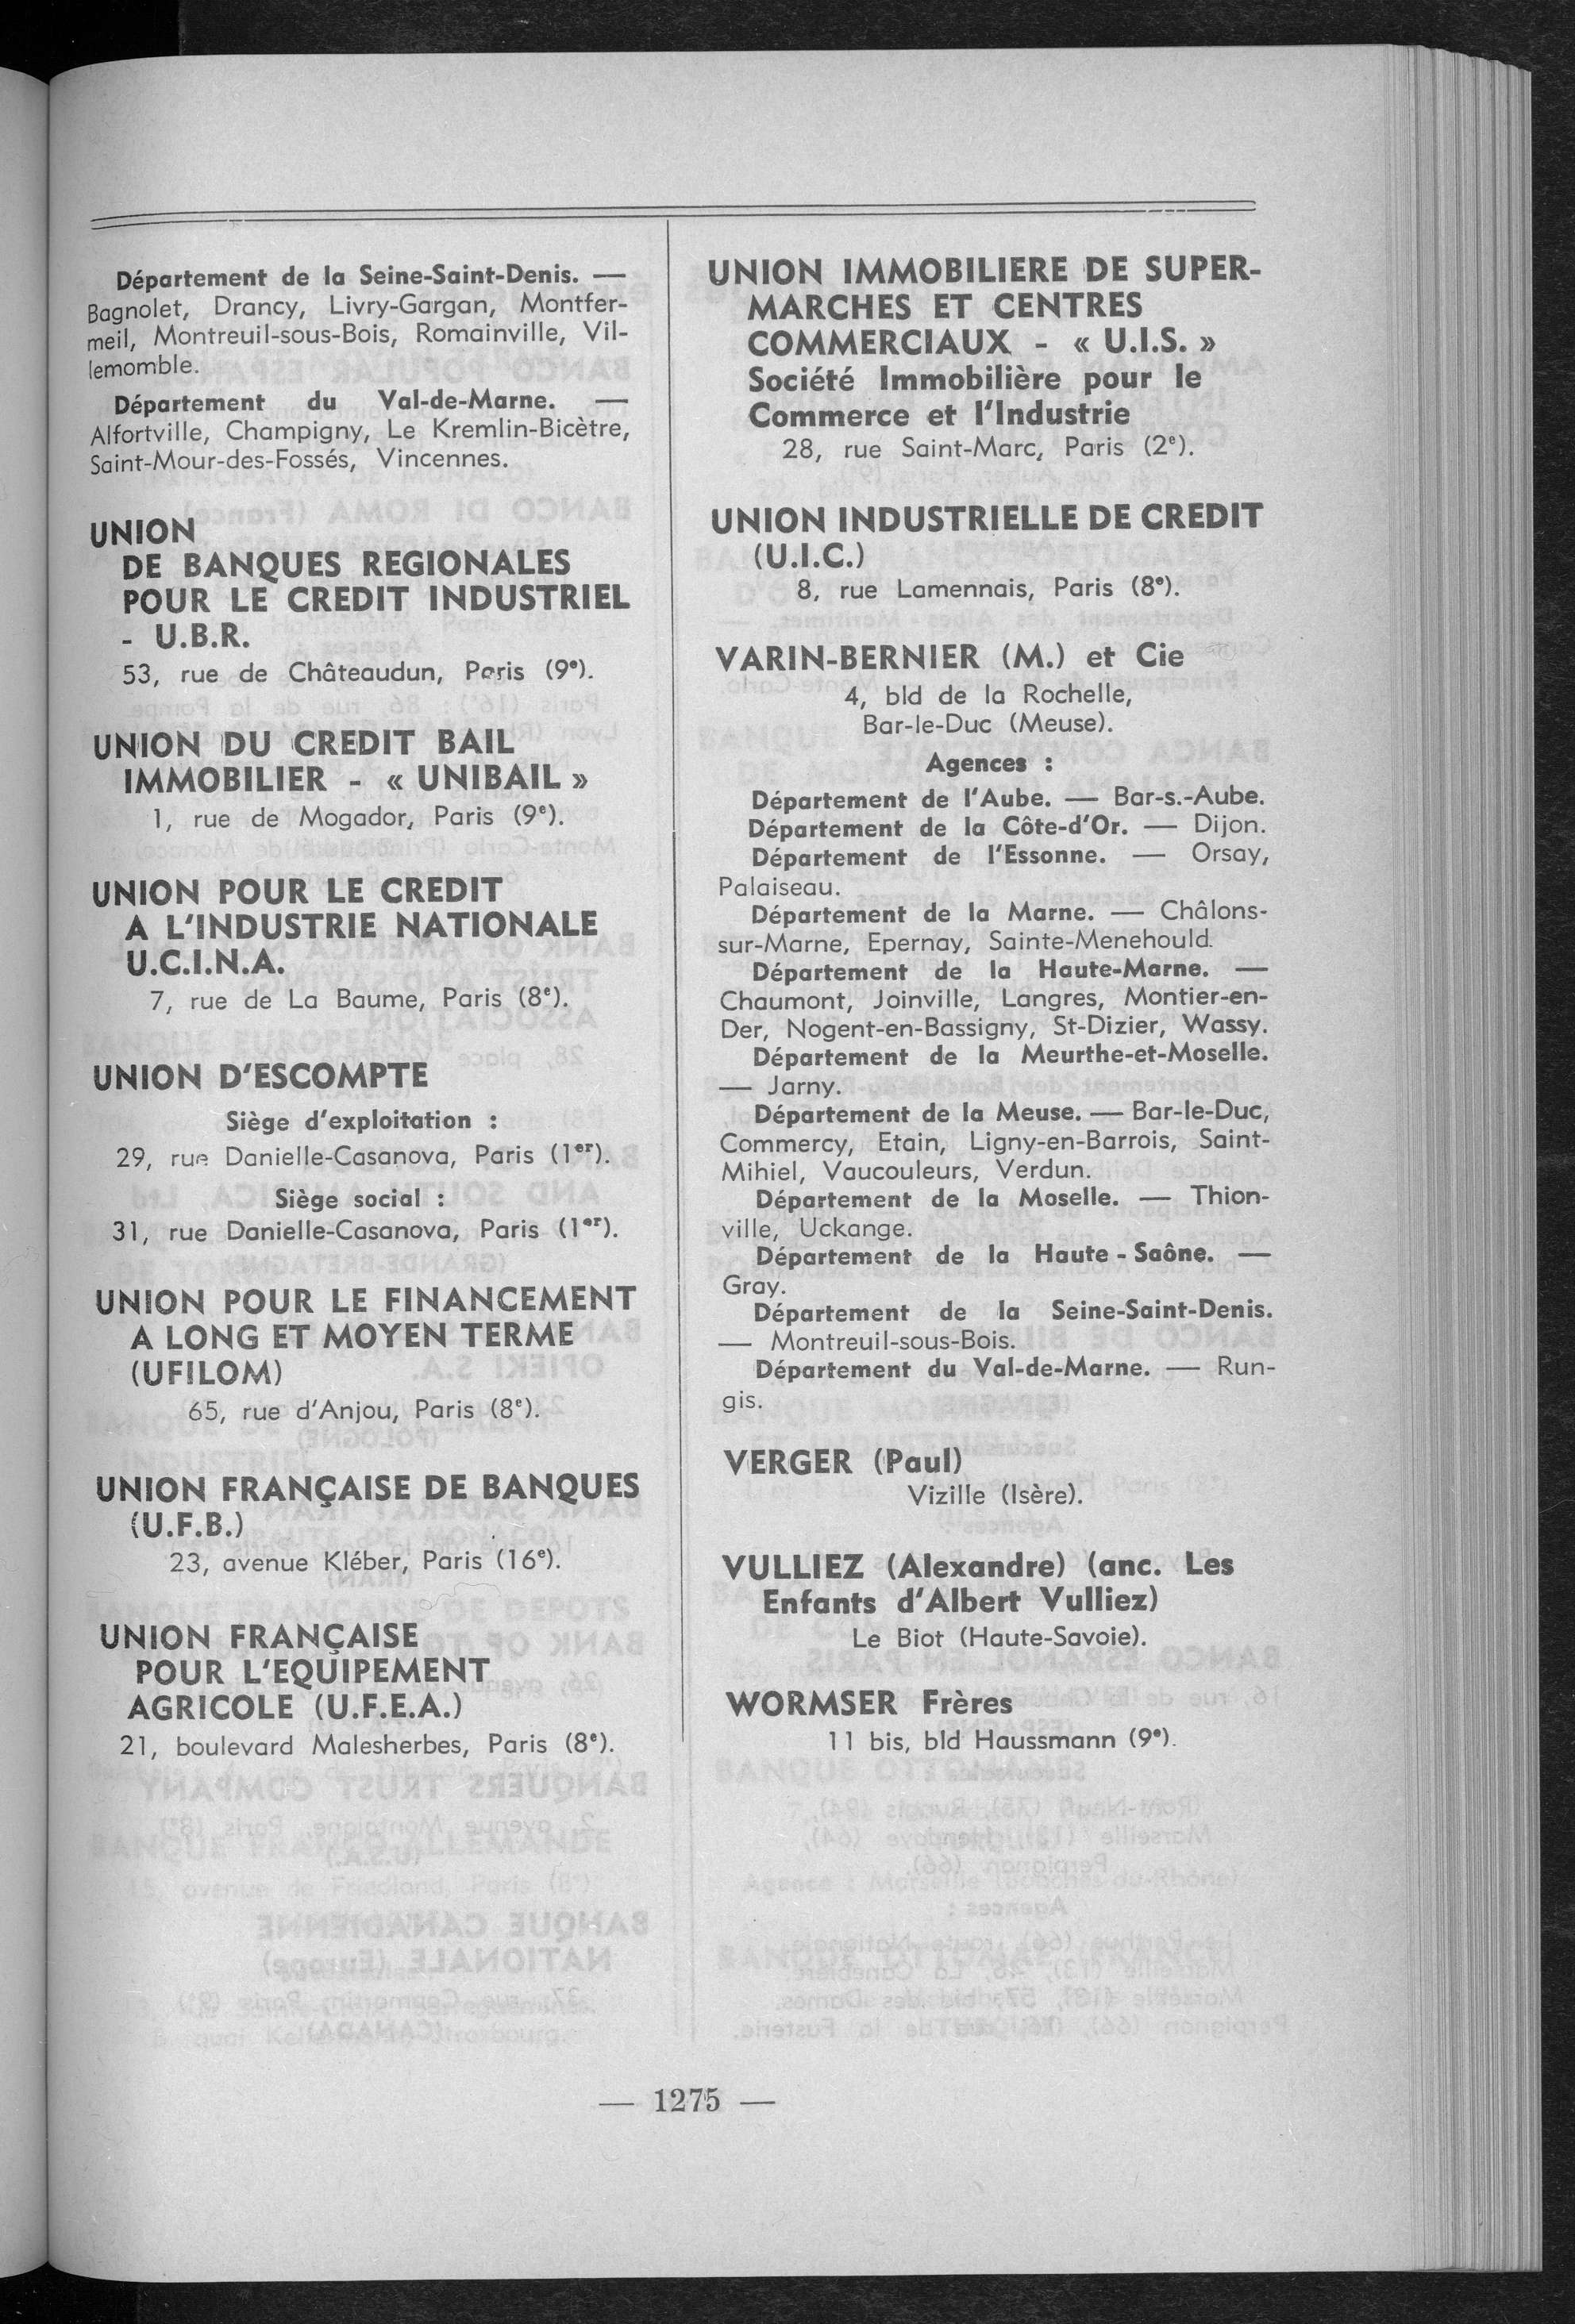 Département de la Seine-Saint-Denis. —
Bagnolet, Drancy, Livry-Gargan, Montfer-
meil, Montreuil-sous-Bois, Romainville, Vil-
lemomble.
Département du Val-de-Marne. —
Alfortville, Champigny, Le Kremlin-Bicètre,
Saint-Mour-des-Fossés, Vincennes.
UNION
DE BANQUES REGIONALES
POUR LE CREDIT INDUSTRIEL
- U.B.R.
53, rue de Châteaudun, Paris (9e).
UNION DU CREDIT BAIL
IMMOBILIER - « UNIBAIL »
1, rue de Mogador, Paris (9e).
UNION POUR LE CREDIT
A L'INDUSTRIE NATIONALE
U.C.I.N.A.
7, rue de La Baume, Paris (8e).
UNION D'ESCOMPTE
Siège d'exploitation :
29, rue Danielle-Casanova, Paris (1er).
Siège social :
31, rue Danielle-Casanova, Paris (1er).
UNION POUR LE FINANCEMENT
A LONG ET MOYEN TERME
(UFILOM)
65, rue d'Anjou, Paris (8e).
UNION FRANÇAISE DE BANQUES
(U.F.B.)
23, avenue Kléber, Paris (16e).
UNION FRANÇAISE
POUR L'EQUIPEMENT
AGRICOLE (U.F.E.A.)
21, boulevard Malesherbes, Paris (8e).
UNION IMMOBILIERE DE SUPER-
MARCHES ET CENTRES
COMMERCIAUX - « U.I.S. »
Société Immobilière pour le
Commerce et l'Industrie
28, rue Saint-Marc, Paris (2e).
UNION INDUSTRIELLE DE CREDIT
(U.I.C.)
8, rue Lamennais, Paris (8e).
VARIN-BERNIER (M.) et Cie
4, bld de la Rochelle,
Bar-le-Duc (Meuse).
Agences :
Département de l'Aube. — Bar-s.-Aube.
Département de la Côte-d'Or. — Dijon.
Département de l'Essonne. — Orsay,
Palaiseau.
Département de la Marne. — Châlons-
sur-Marne, Epernay, Sainte-Menehould.
Département de la Haute-Marne. —
Chaumont, Joinville, Langres, Montier-en-
Der, Nogent-en-Bassigny, St-Dizier, Wassy.
Département de la Meurthe-et-Moselle.
— Jarny.
Département de la Meuse. — Bar-le-Duc,
Commercy, Etain, Ligny-en-Barrois, Saint-
Mihiel, Vaucouleurs, Verdun.
Département de la Moselle. — Thion-
ville, Uckange.
Département de la Haute - Saône. —
Gray.
Département de la Seine-Saint-Denis.
— Montreuil-sous-Bois.
Département du Val-de-Marne. — Run-
gis.
VERGER (Paul)
Vizille (Isère).
VULLIEZ (Alexandre) (anc. Les
Enfants d'Albert Vulliez)
Le Biot (Haute-Savoie).
WORMSER Frères
11 bis, bld Haussmann (9e).
— 1275 —